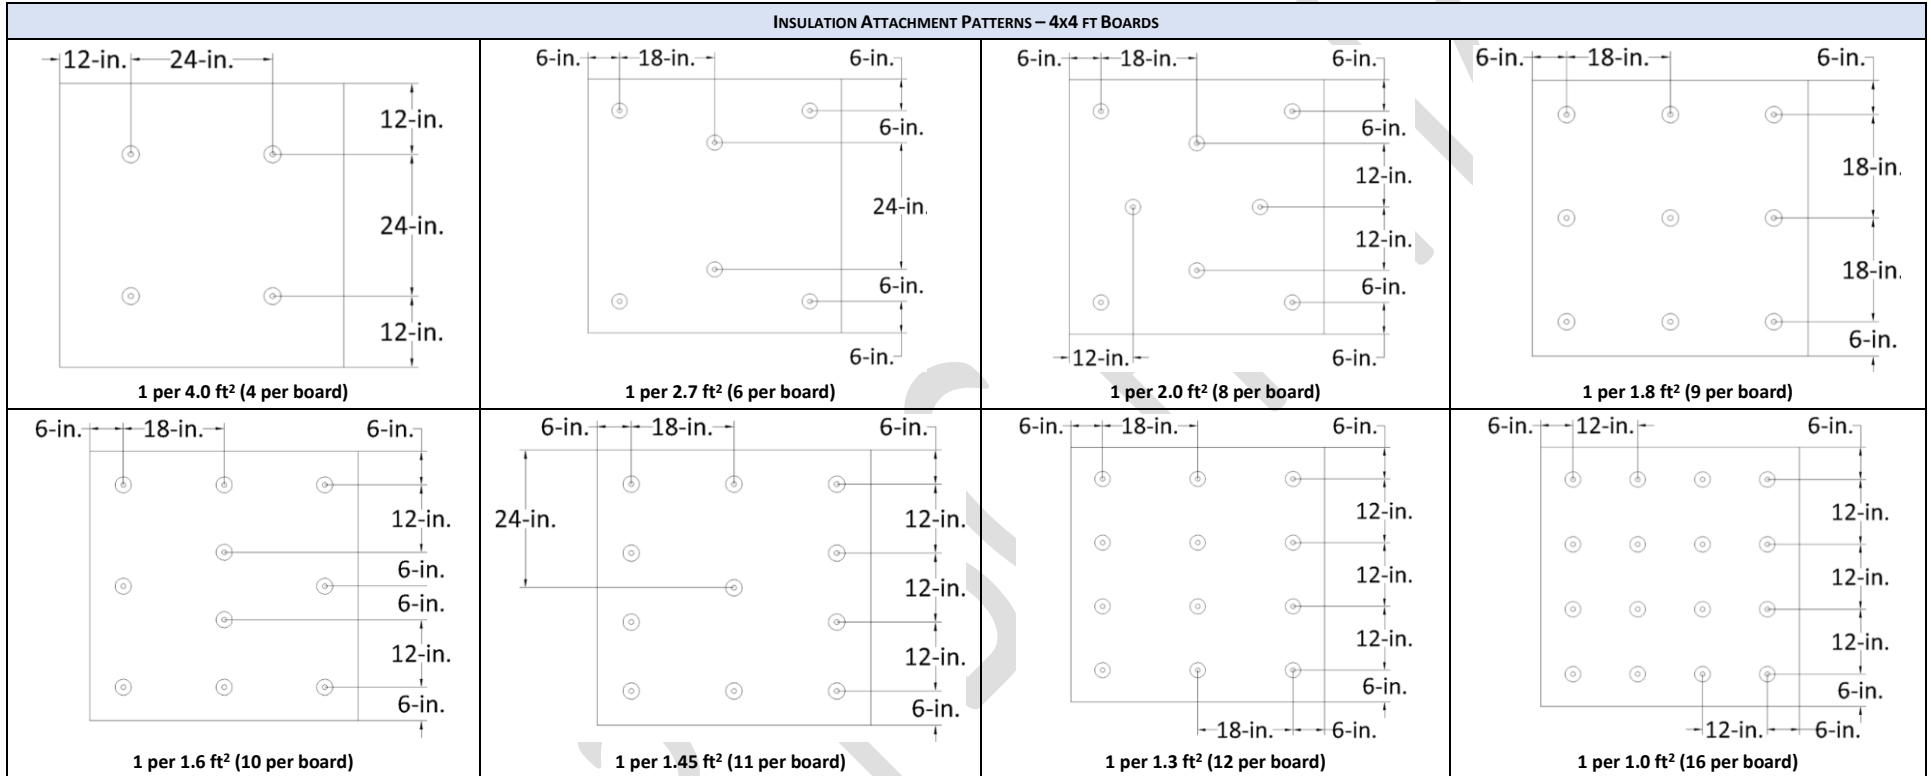 INSULATION ATTACHMENT PATTERNS – 4X4 FT BOARDS
12-in. 24-in.
12-in.
24-in.
12-in.
1 per 4.0 ft² (4 per board)
6-in. 18-in. 6-in.
6-in.
24-in.
6-in.
6-in.
1 per 2.7 ft² (6 per board)
6-in. 18-in. 6-in.
6-in.
12-in.
12-in.
6-in.
12-in. 6-in.
1 per 2.0 ft² (8 per board)
6-in. 18-in. 6-in.
18-in.
18-in.
6-in.
1 per 1.8 ft² (9 per board)
6-in. 18-in. 6-in.
12-in.
6-in.
6-in.
12-in.
6-in.
1 per 1.6 ft² (10 per board)
6-in. 18-in. 6-in.
24-in. 12-in.
12-in.
12-in.
6-in.
1 per 1.45 ft² (11 per board)
6-in. 18-in. 6-in.
12-in.
12-in.
12-in.
6-in.
18-in. 6-in.
1 per 1.3 ft² (12 per board)
6-in. 12-in. 6-in.
12-in.
12-in.
12-in.
6-in.
12-in. 6-in.
1 per 1.0 ft² (16 per board)